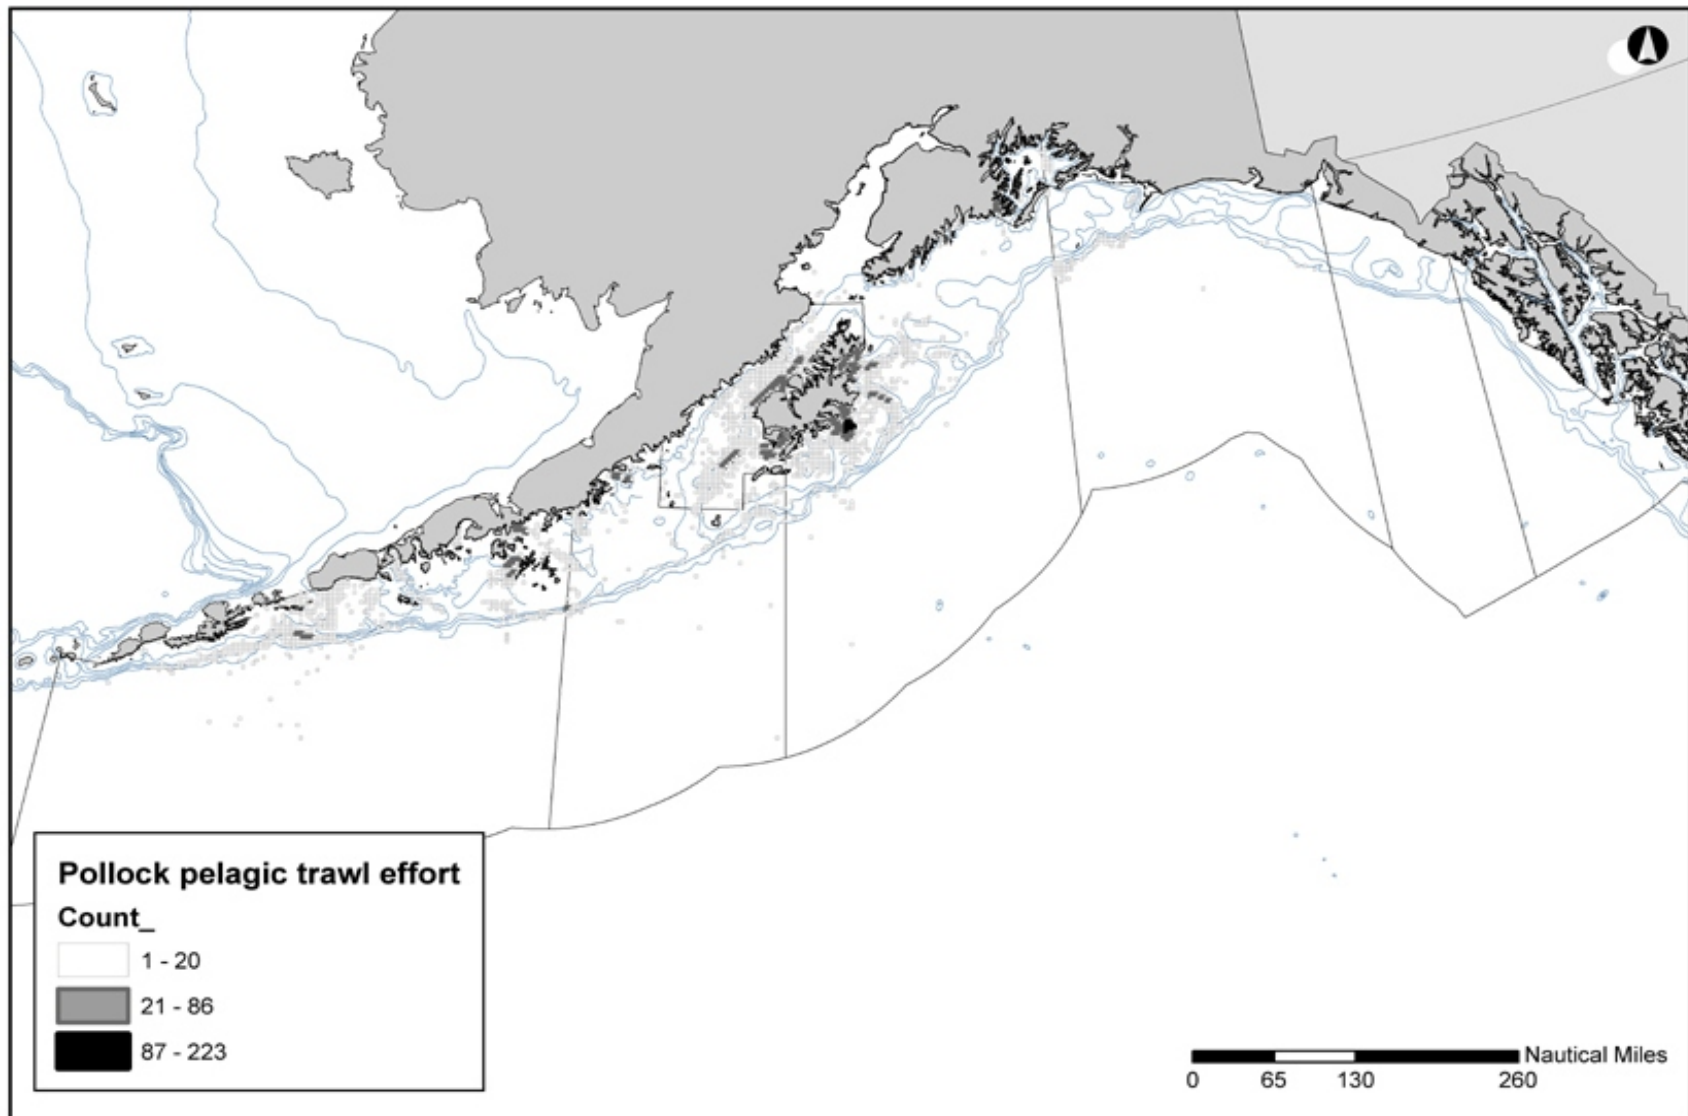 Pollock pelagic trawl effort
Count_
1 - 20
21 - 86
87 - 223
Nautical Miles
0 65 130 260